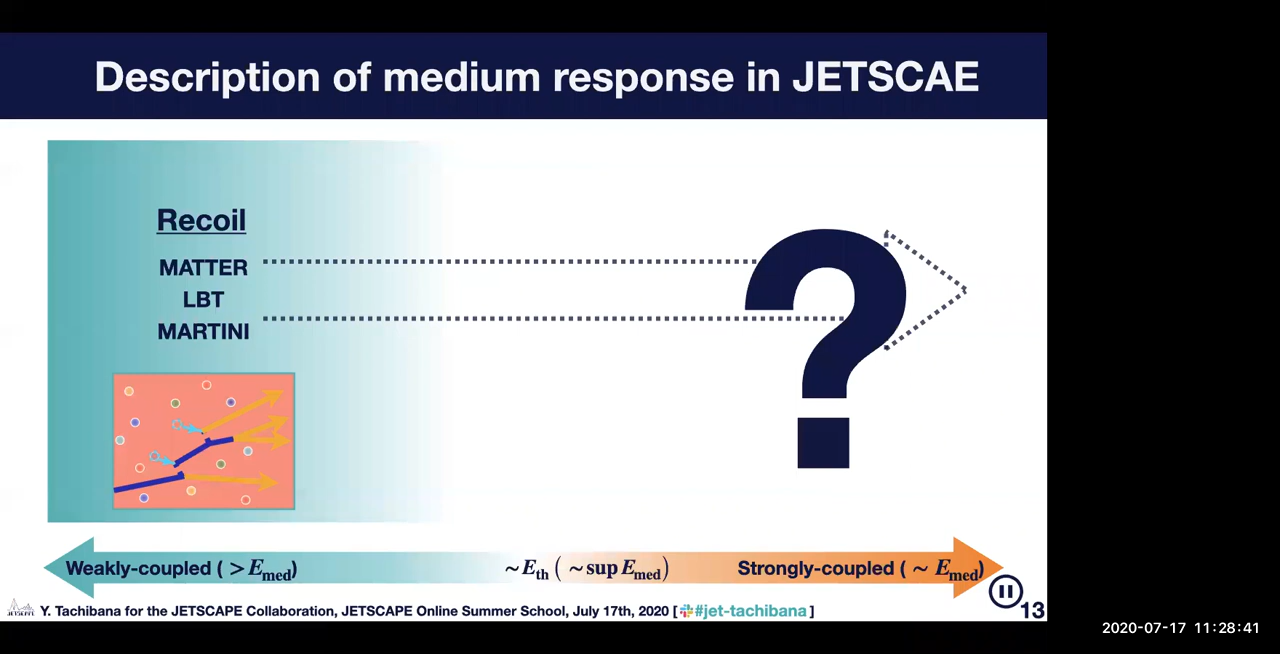 Description of medium response in JETSCAE
Recoil
MATTER
LBT
MARTINI
?
Weakly-coupled ( > E_med) ~E_th ( ~sup E_med) Strongly-coupled ( ~ E_med)
JETSCAPE Y. Tachibana for the JETSCAPE Collaboration, JETSCAPE Online Summer School, July 17th, 2020 [ #jet-tachibana ] 13
2020-07-17 11:28:41